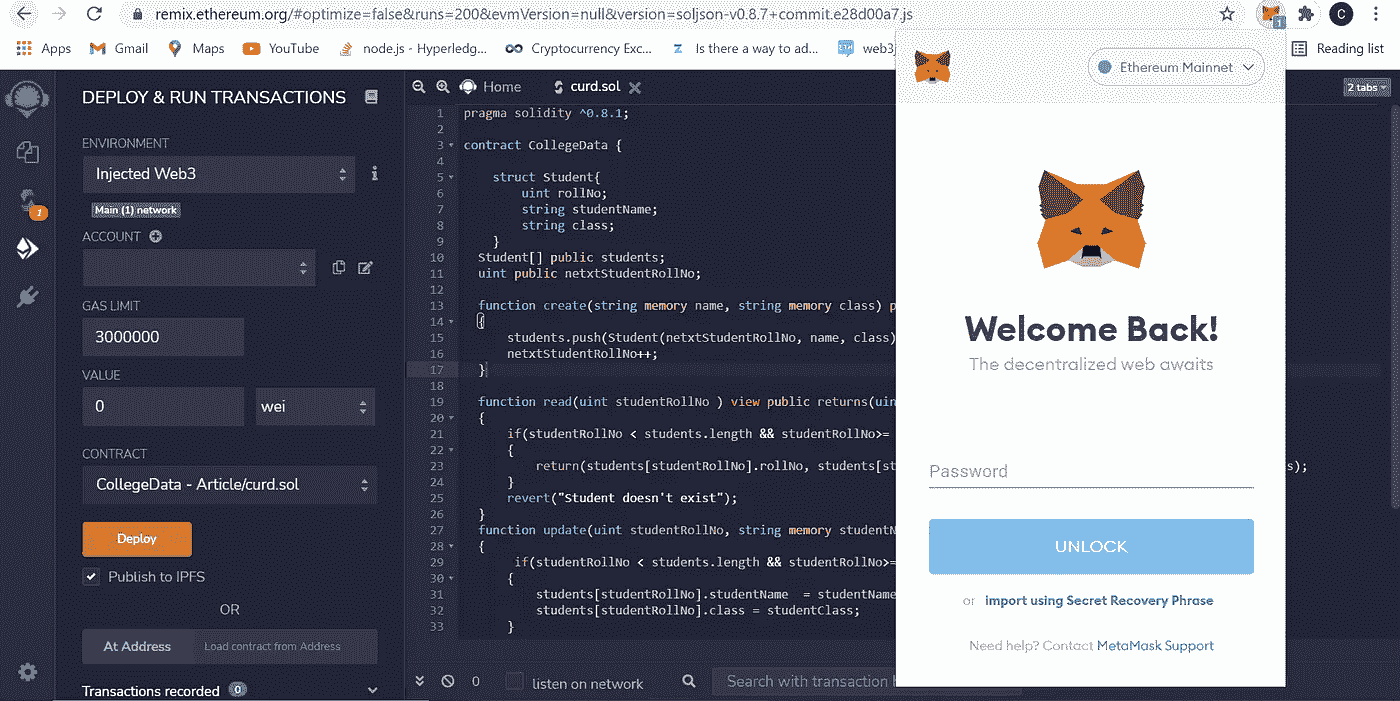 remix.ethereum.org/#optimize=false&runs=200&evmVersion=null&version=soljson-v0.8.7+commit.e28d00a7.js
C
1
Apps
Gmail
Maps
YouTube
node.js - Hyperledg...
Cryptocurrency Exc...
Is there a way to ad...
web3
Reading list
DEPLOY & RUN TRANSACTIONS
ENVIRONMENT
Injected Web3
i
Main (1) network
1
ACCOUNT
GAS LIMIT
3000000
VALUE
0
wei
CONTRACT
CollegeData - Article/curd.sol
Deploy
Publish to IPFS
OR
At Address
Load contract from Address
Transactions recorded 0
Home
curd.sol
2 tabs
1 pragma solidity ^0.8.1;
2
3 contract CollegeData {
4
5 struct Student{
6 uint rollNo;
7 string studentName;
8 string class;
9 }
10 Student[] public students;
11 uint public netxtStudentRollNo;
12
13 function create(string memory name, string memory class) p
14 {
15 students.push(Student(netxtStudentRollNo, name, class)
16 netxtStudentRollNo++;
17 }
18
19 function read(uint studentRollNo ) view public returns(uin
20 {
21 if(studentRollNo < students.length && studentRollNo>=
22 {
23 return(students[studentRollNo].rollNo, students[st s);
24 }
25 revert("Student doesn't exist");
26 }
27 function update(uint studentRollNo, string memory studentN
28 {
29 if(studentRollNo < students.length && studentRollNo>=
30 {
31 students[studentRollNo].studentName = studentName
32 students[studentRollNo].class = studentClass;
33 }
0
listen on network
Search with transaction h
Ethereum Mainnet
Welcome Back!
The decentralized web awaits
Password
UNLOCK
or import using Secret Recovery Phrase
Need help? Contact MetaMask Support